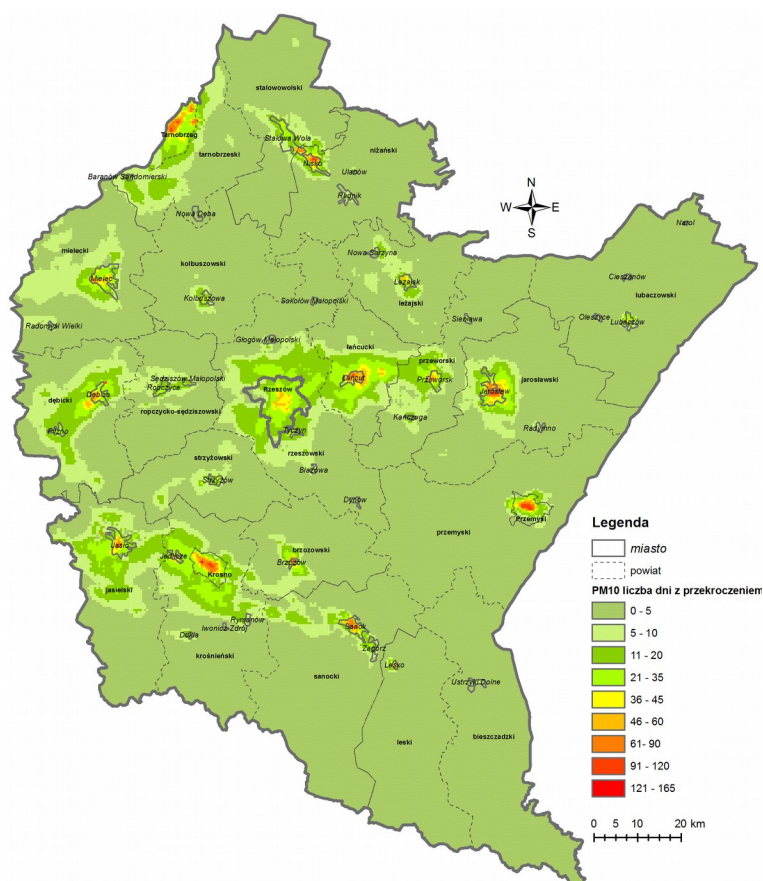 stalowowolski
Tarnobrzeg
Stalowa Wola
tarnobrzeski
Nisko
niżański
Ulanów
Baranów Sandomierski
Rudnik
N
W E
S
Nowa Dęba
Narol
mielecki
Nowa Sarzyna
kolbuszowski
Cieszanów
Mielec
Leżajsk
lubaczowski
Kolbuszowa
Sokołów Małopolski
leżajski
Sieniawa
Oleszyce
Lubaczów
Radomyśl Wielki
Głogów Małopolski
łańcucki
przeworski
Łańcut
Przeworsk
jarosławski
Sędziszów Małopolski
Ropczyce
Rzeszów
Jarosław
dębicki
Dębica
ropczycko-sędziszowski
Kańczuga
Pilzno
Tyczyn
Radymno
rzeszowski
strzyżowski
Błażowa
Strzyżów
Dynów
Przemyśl
przemyski
Jasło
Jedlicze
brzozowski
Brzozów
Krosno
jasielski
Rymanów
Iwonicz-Zdrój
Dukla
Sanok
Zagórz
krośnieński
Lesko
sanocki
Ustrzyki Dolne
leski
bieszczadzki
Legenda
miasto
powiat
PM10 liczba dni z przekroczeniem
0 - 5
5 - 10
11 - 20
21 - 35
36 - 45
46 - 60
61 - 90
91 - 120
121 - 165
0 5 10 20 km